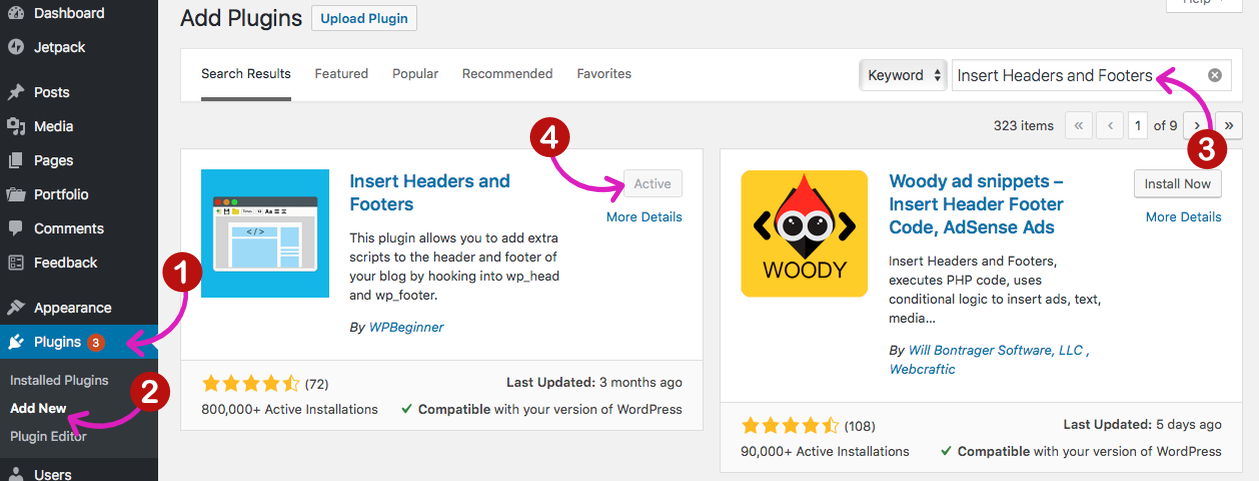 Dashboard
Jetpack
Posts
Media
Pages
Portfolio
Comments
Feedback
Appearance
Plugins 3
Installed Plugins
Add New
Plugin Editor
Users
1
2
Add Plugins Upload Plugin
Help
Search Results Featured Popular Recommended Favorites
Keyword Insert Headers and Footers
3
323 items « ‹ 1 of 9 › »
4
Insert Headers and
Footers
Active
More Details
This plugin allows you to add extra
scripts to the header and footer of
your blog by hooking into wp_head
and wp_footer.
By WPBeginner
(72)
Last Updated: 3 months ago
800,000+ Active Installations
Compatible with your version of WordPress
WOODY
Woody ad snippets –
Insert Header Footer
Code, AdSense Ads
Install Now
More Details
Insert Headers and Footers,
executes PHP code, uses
conditional logic to insert ads, text,
media...
By Will Bontrager Software, LLC ,
Webcraftic
(108)
Last Updated: 5 days ago
90,000+ Active Installations
Compatible with your version of WordPress